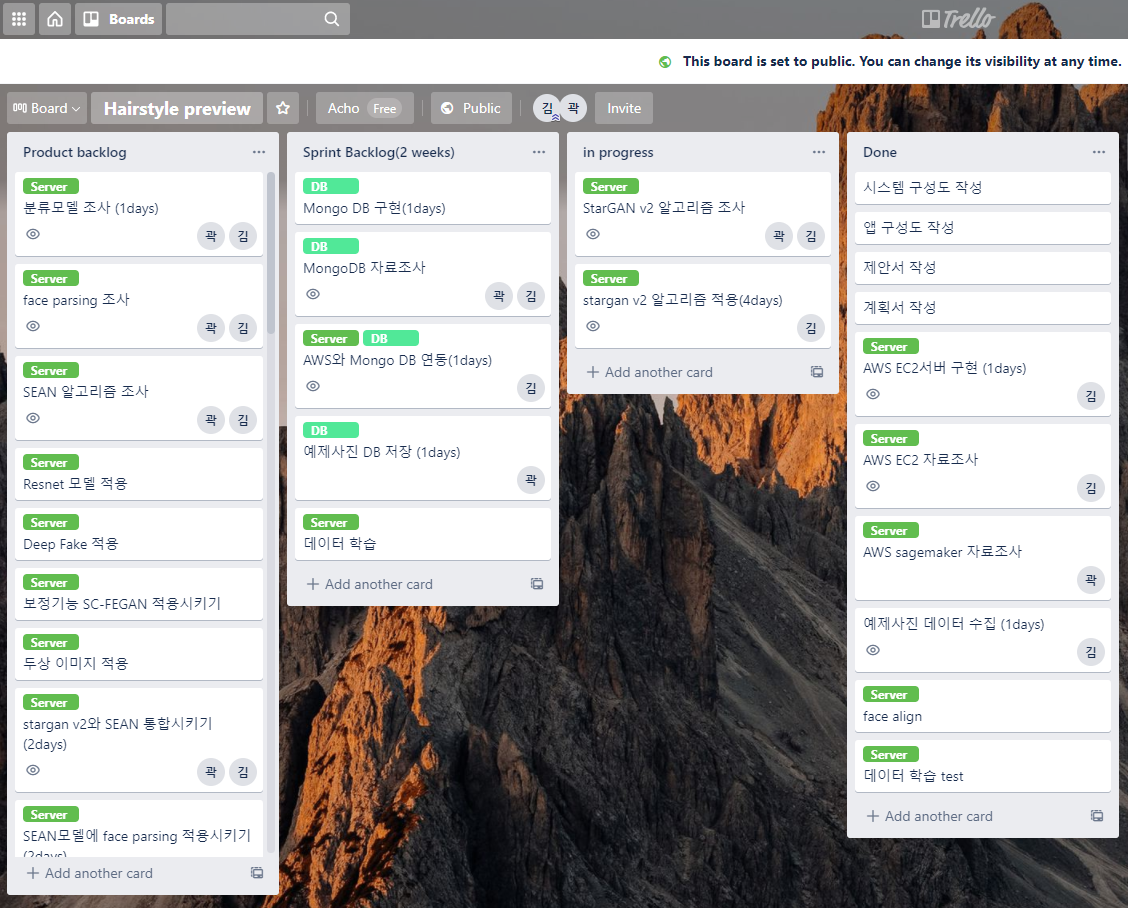 Boards
Trello
This board is set to public. You can change its visibility at any time.
Board
Hairstyle preview
Acho Free
Public
김 곽
Invite
Product backlog
Server
분류모델 조사 (1days)
곽 김
Server
face parsing 조사
곽 김
Server
SEAN 알고리즘 조사
곽 김
Server
Resnet 모델 적용
Server
Deep Fake 적용
Server
보정기능 SC-FEGAN 적용시키기
Server
두상 이미지 적용
Server
stargan v2와 SEAN 통합시키기
(2days)
곽 김
Server
SEAN모델에 face parsing 적용시키기
(2days)
+ Add another card
Sprint Backlog(2 weeks)
DB
Mongo DB 구현(1days)
DB
MongoDB 자료조사
곽 김
Server DB
AWS와 Mongo DB 연동(1days)
김
DB
예제사진 DB 저장 (1days)
곽
Server
데이터 학습
+ Add another card
in progress
Server
StarGAN v2 알고리즘 조사
곽 김
Server
stargan v2 알고리즘 적용(4days)
김
+ Add another card
Done
시스템 구성도 작성
앱 구성도 작성
제안서 작성
계획서 작성
Server
AWS EC2서버 구현 (1days)
김
Server
AWS EC2 자료조사
김
Server
AWS sagemaker 자료조사
곽
예제사진 데이터 수집 (1days)
김
Server
face align
Server
데이터 학습 test
+ Add another card